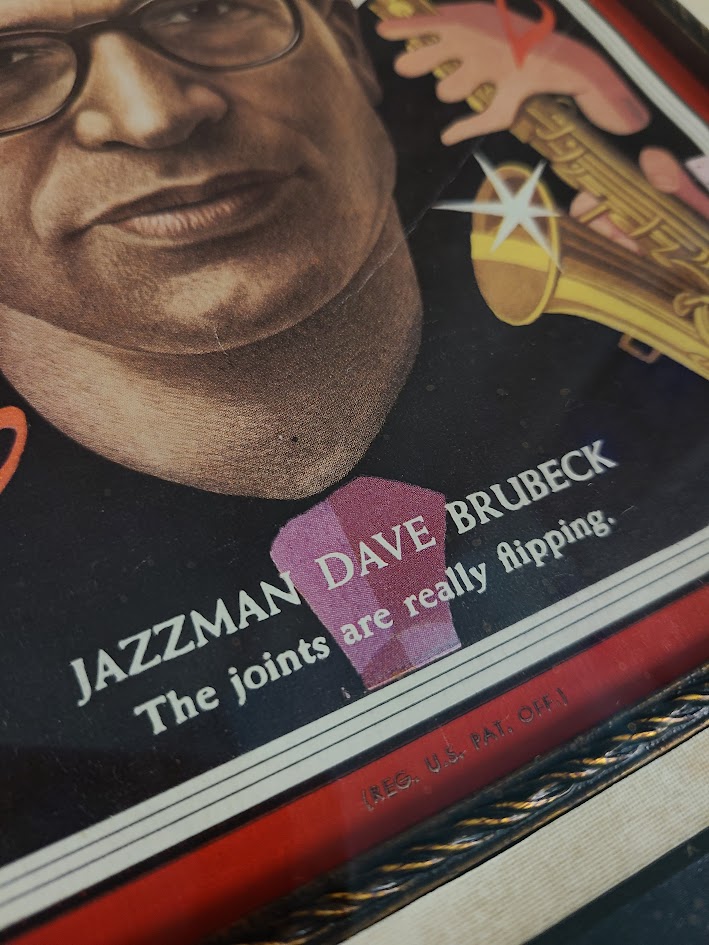 JAZZMAN DAVE BRUBECK
The joints are really flipping.
(REG. U.S. PAT. OFF.)